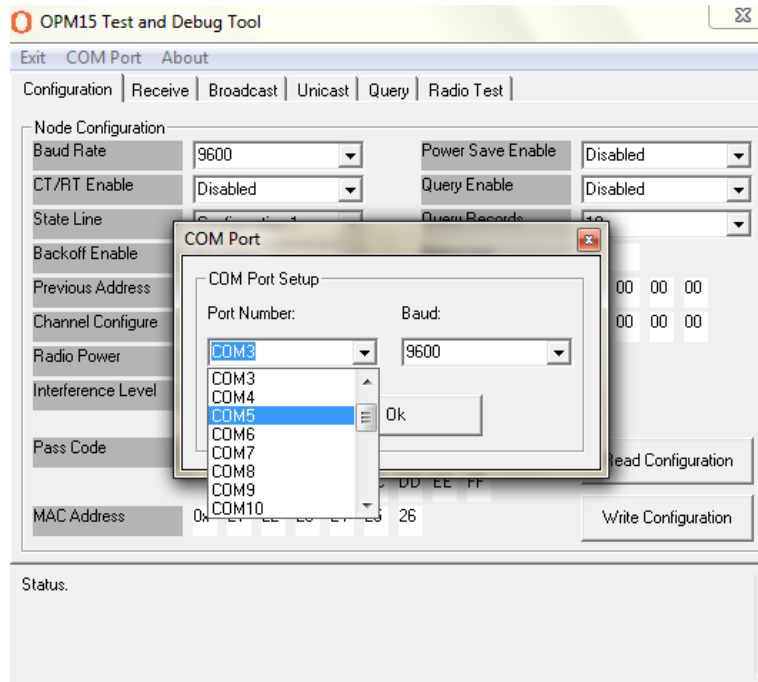 OPM15 Test and Debug Tool
Exit COM Port About
Configuration Receive Broadcast Unicast Query Radio Test
Node Configuration
Baud Rate 9600 Power Save Enable Disabled
CT/RT Enable Disabled Query Enable Disabled
State Line Query Records 10
COM Port
Backoff Enable
COM Port Setup
Previous Address 00 00 00
Port Number: Baud:
Channel Configure 00 00 00
COM3 9600
Radio Power
COM3
Interference Level
COM4
COM5 Ok
COM6
Pass Code COM7 Read Configuration
COM8
COM9 DD EE FF
COM10
MAC Address 26 Write Configuration
Status.